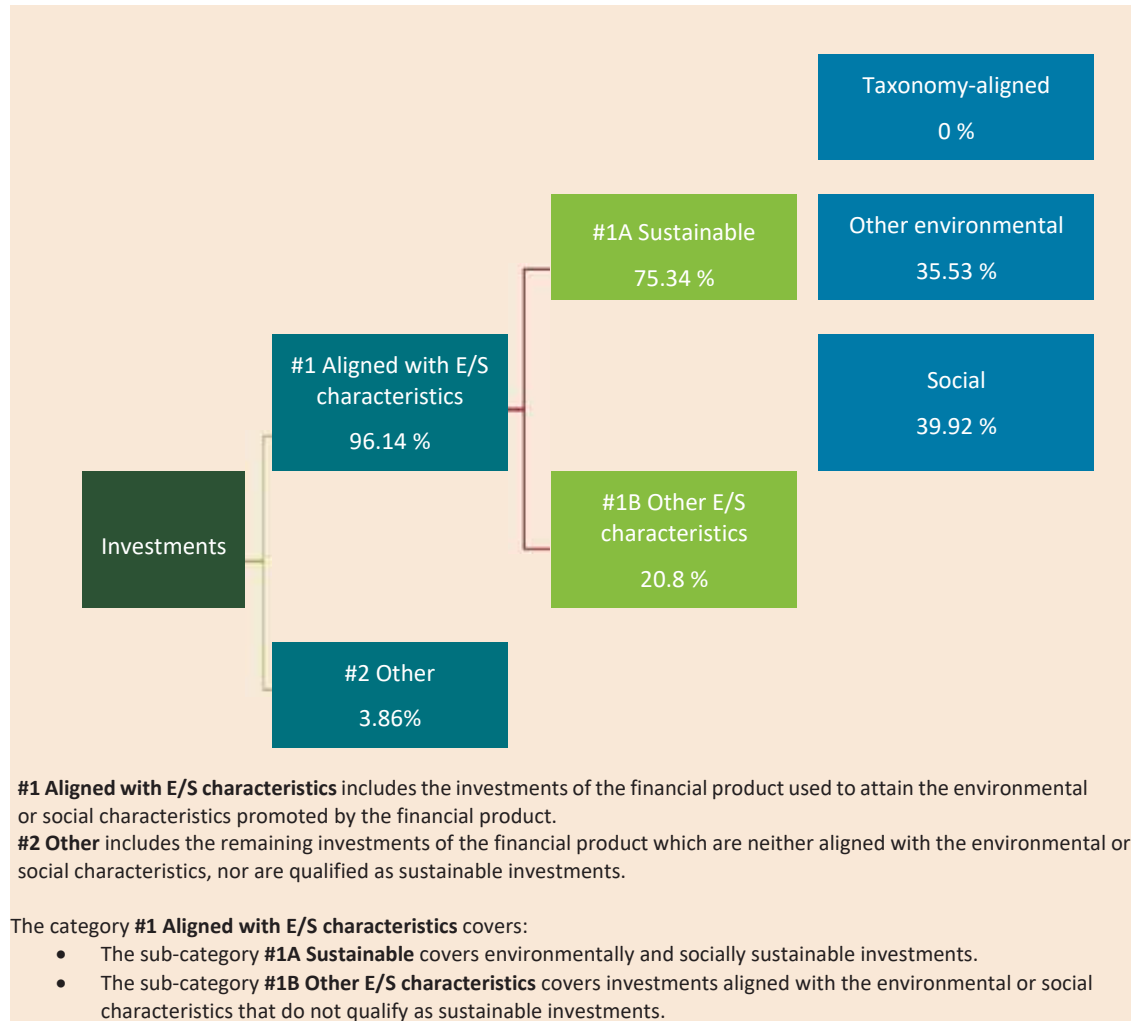 Taxonomy-aligned
0 %
#1A Sustainable
75.34 %
Other environmental
35.53 %
#1 Aligned with E/S
characteristics
96.14 %
Social
39.92 %
Investments
#1B Other E/S
characteristics
20.8 %
#2 Other
3.86%
#1 Aligned with E/S characteristics includes the investments of the financial product used to attain the environmental
or social characteristics promoted by the financial product.
#2 Other includes the remaining investments of the financial product which are neither aligned with the environmental or
social characteristics, nor are qualified as sustainable investments.
The category #1 Aligned with E/S characteristics covers:
• The sub-category #1A Sustainable covers environmentally and socially sustainable investments.
• The sub-category #1B Other E/S characteristics covers investments aligned with the environmental or social
characteristics that do not qualify as sustainable investments.